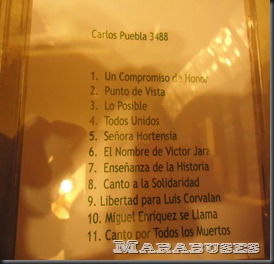 Carlos Puebla 3488
1. Un Compromiso de Honor
2. Punto de Vista
3. Lo Posible
4. Todos Unidos
5. Señora Hortensia
6. El Nombre de Victor Jara
7. Enseñanza de la Historia
8. Canto a la Solidaridad
9. Libertad para Luis Corvalan
10. Miguel Enríquez se Llama
11. Canto por Todos los Muertos
MARABUSES